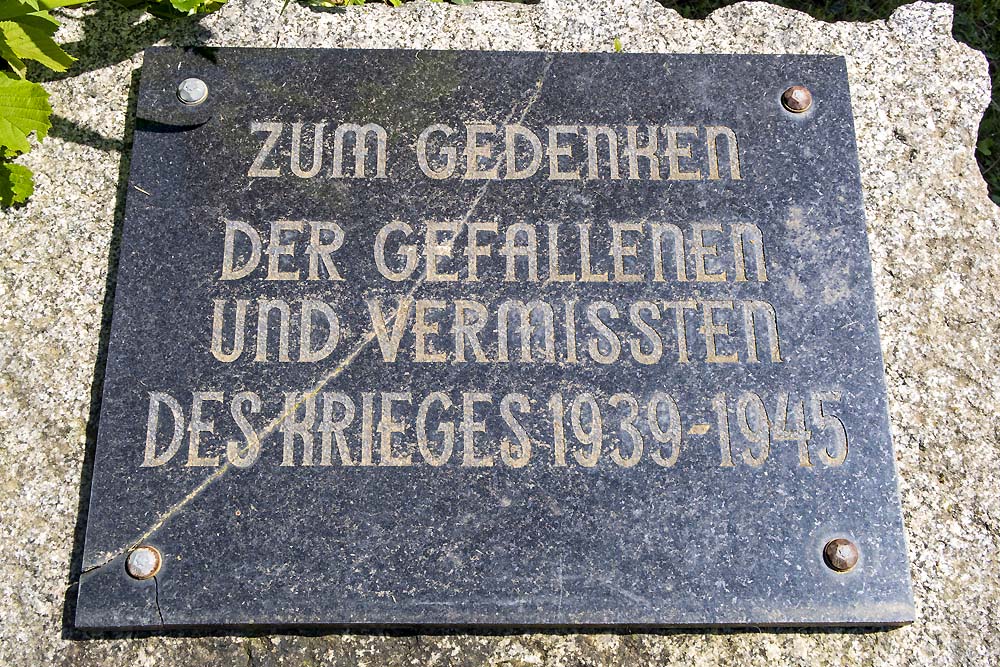 ZUM GEDENKEN
DER GEFALLENEN
UND VERMISSTEN
DES KRIEGES 1939-1945